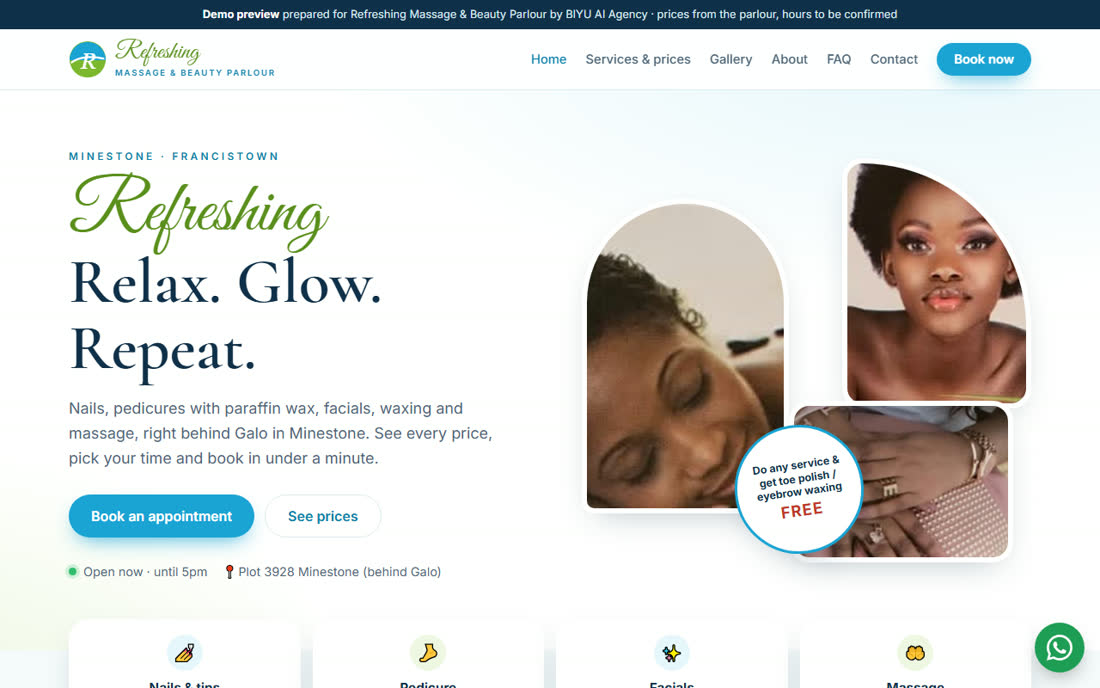 Demo preview prepared for Refreshing Massage & Beauty Parlour by BIYU AI Agency · prices from the parlour, hours to be confirmed
R
Refreshing
MASSAGE & BEAUTY PARLOUR
Home
Services & prices
Gallery
About
FAQ
Contact
Book now
MINESTONE · FRANCISTOWN
Refreshing
Relax. Glow.
Repeat.
Nails, pedicures with paraffin wax, facials, waxing and
massage, right behind Galo in Minestone. See every price,
pick your time and book in under a minute.
Book an appointment
See prices
Open now · until 5pm
Plot 3928 Minestone (behind Galo)
Do any service &
get toe polish /
eyebrow waxing
FREE
Nails & tips
Pedicure
Facials
Massage